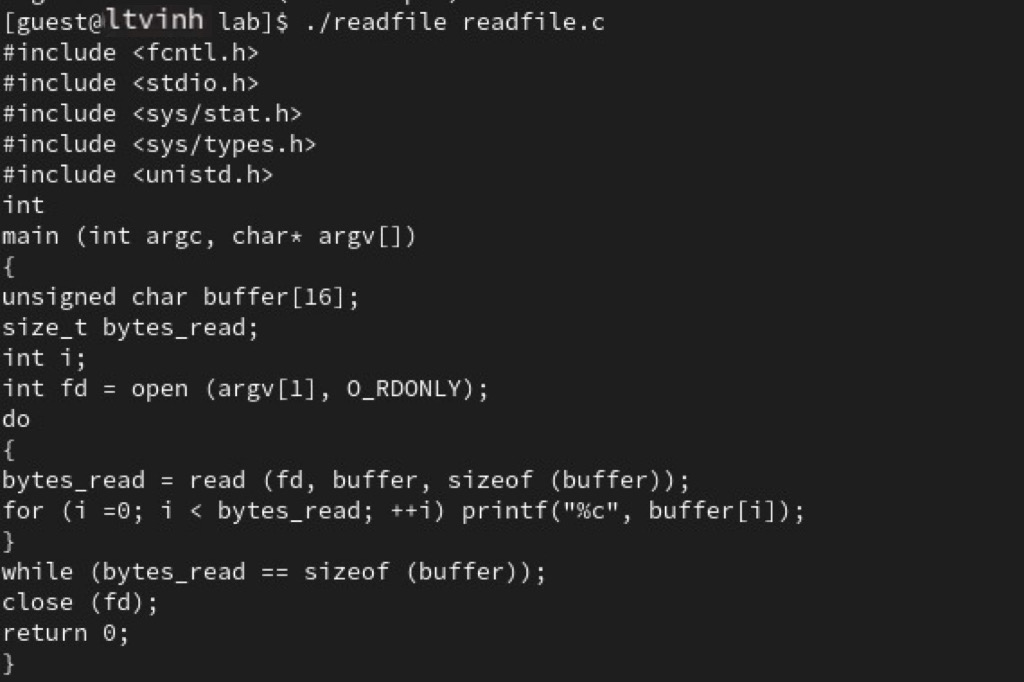 [guest@ltvinh lab]$ ./readfile readfile.c
#include <fcntl.h>
#include <stdio.h>
#include <sys/stat.h>
#include <sys/types.h>
#include <unistd.h>
int
main (int argc, char* argv[])
{
unsigned char buffer[16];
size_t bytes_read;
int i;
int fd = open (argv[1], O_RDONLY);
do
{
bytes_read = read (fd, buffer, sizeof (buffer));
for (i =0; i < bytes_read; ++i) printf("%c", buffer[i]);
}
while (bytes_read == sizeof (buffer));
close (fd);
return 0;
}